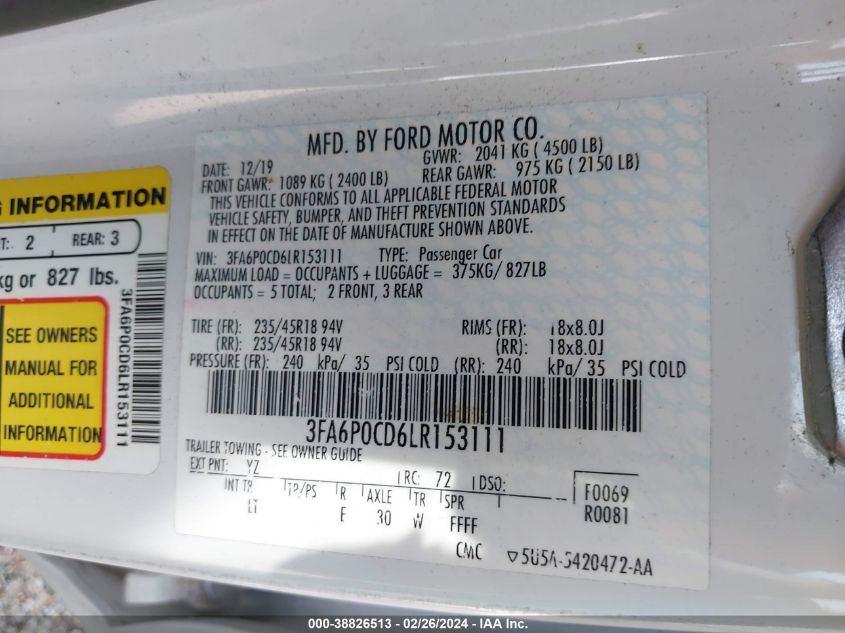 MFD. BY FORD MOTOR CO.
DATE: 12/19 GVWR: 2041 KG ( 4500 LB)
FRONT GAWR: 1089 KG ( 2400 LB) REAR GAWR: 975 KG ( 2150 LB)
THIS VEHICLE CONFORMS TO ALL APPLICABLE FEDERAL MOTOR
VEHICLE SAFETY, BUMPER, AND THEFT PREVENTION STANDARDS
IN EFFECT ON THE DATE OF MANUFACTURE SHOWN ABOVE.
VIN: 3FA6P0CD6LR153111 TYPE: Passenger Car
MAXIMUM LOAD = OCCUPANTS + LUGGAGE = 375KG/ 827LB
OCCUPANTS = 5 TOTAL; 2 FRONT, 3 REAR
TIRE (FR): 235/45R18 94V RIMS (FR): 18x8.0J
(RR): 235/45R18 94V (RR): 18x8.0J
PRESSURE (FR): 240 kPa/ 35 PSI COLD (RR): 240 kPa/ 35 PSI COLD
3FA6P0CD6LR153111
TRAILER TOWING - SEE OWNER GUIDE
EXT PNT: YZ RC: 72 DSO: F0069
INT TR TP/PS R AXLE TR SPR R0081
LT E 30 W FFFF
CMC 5U5A-5420472-AA
INFORMATION
T: 2 REAR: 3
kg or 827 lbs.
SEE OWNERS
MANUAL FOR
ADDITIONAL
INFORMATION
3FA6P0CD6LR153111
000-38826513 - 02/26/2024 - IAA Inc.